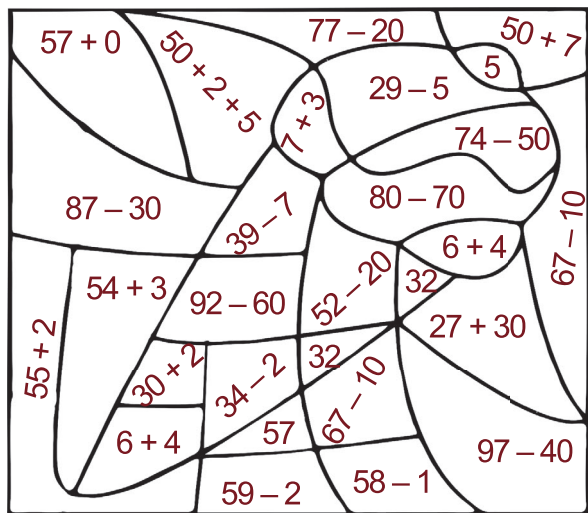 77 – 20
50 + 7
57 + 0
50 + 2 + 5
5
29 – 5
7 + 3
74 – 50
87 – 30
80 – 70
39 – 7
6 + 4
67 – 10
54 + 3
92 – 60
52 – 20
32
27 + 30
55 + 2
30 + 2
34 – 2
32
67 – 10
6 + 4
57
97 – 40
59 – 2
58 – 1